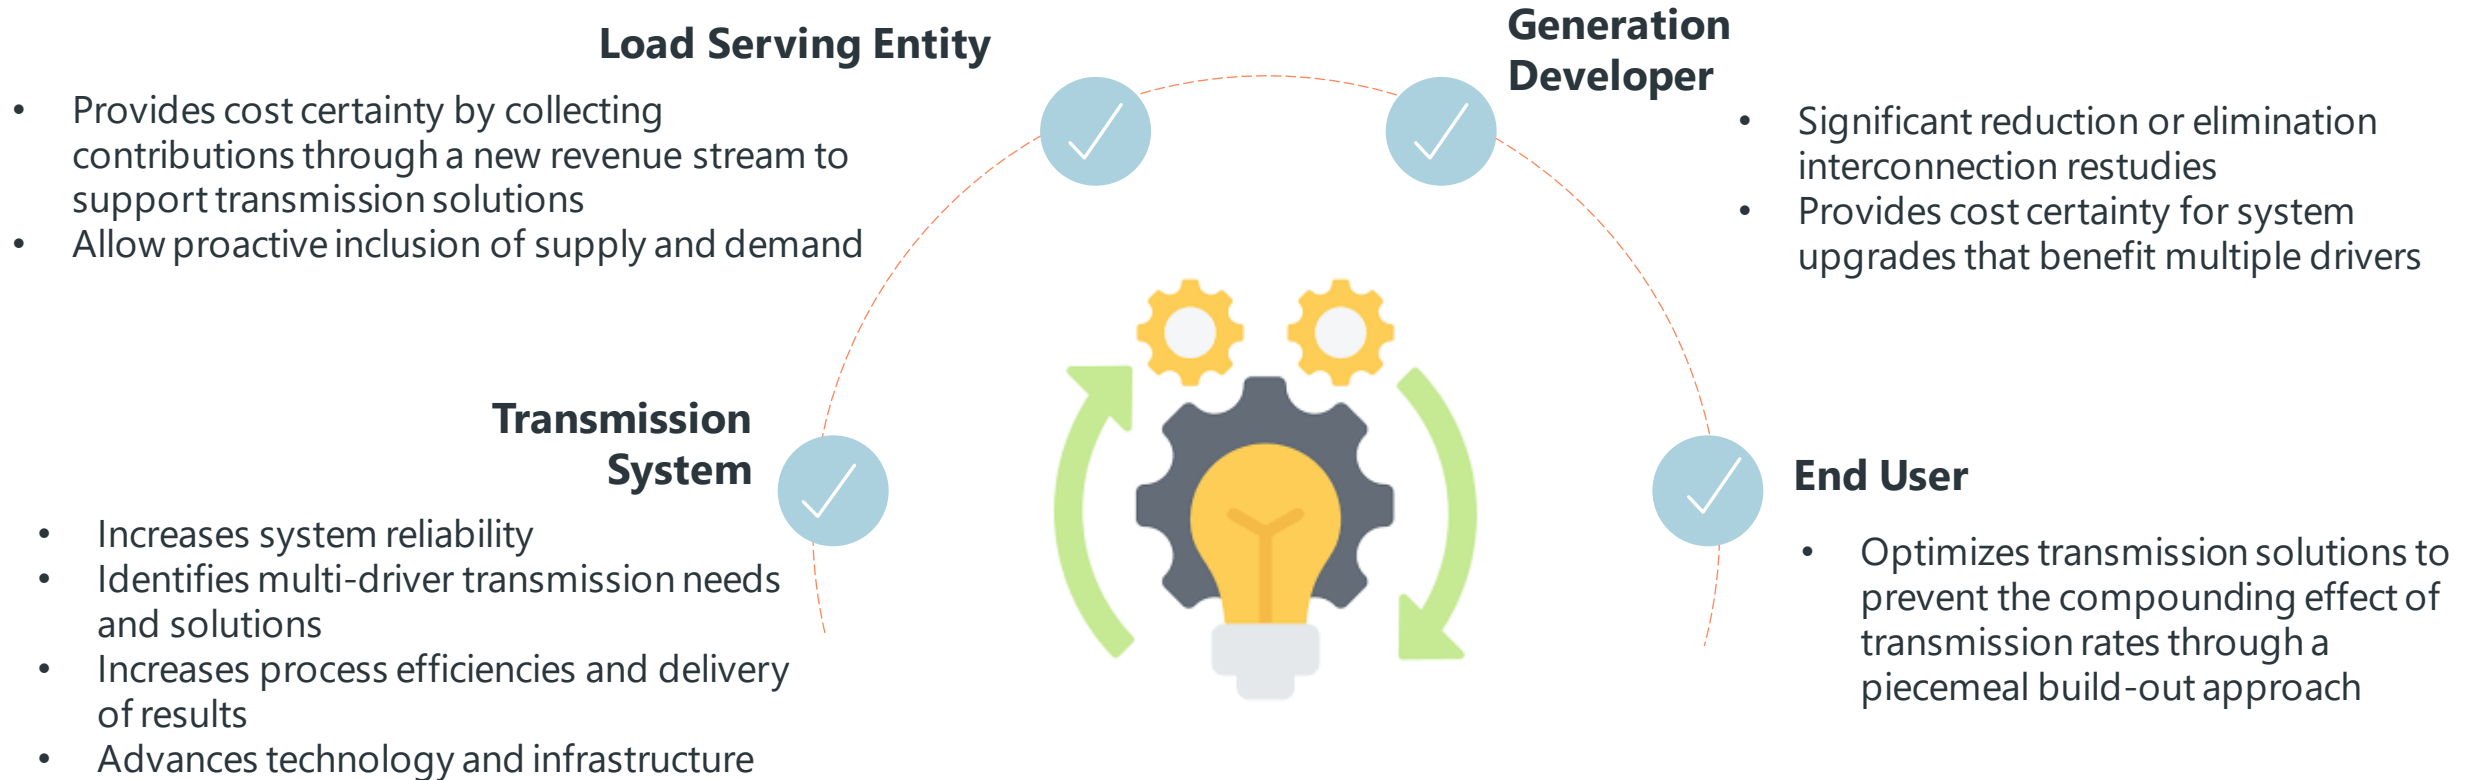 Load Serving Entity
• Provides cost certainty by collecting
contributions through a new revenue stream to
support transmission solutions
• Allow proactive inclusion of supply and demand
Generation
Developer
• Significant reduction or elimination
interconnection restudies
• Provides cost certainty for system
upgrades that benefit multiple drivers
Transmission
System
• Increases system reliability
• Identifies multi-driver transmission needs
and solutions
• Increases process efficiencies and delivery
of results
• Advances technology and infrastructure
End User
• Optimizes transmission solutions to
prevent the compounding effect of
transmission rates through a
piecemeal build-out approach